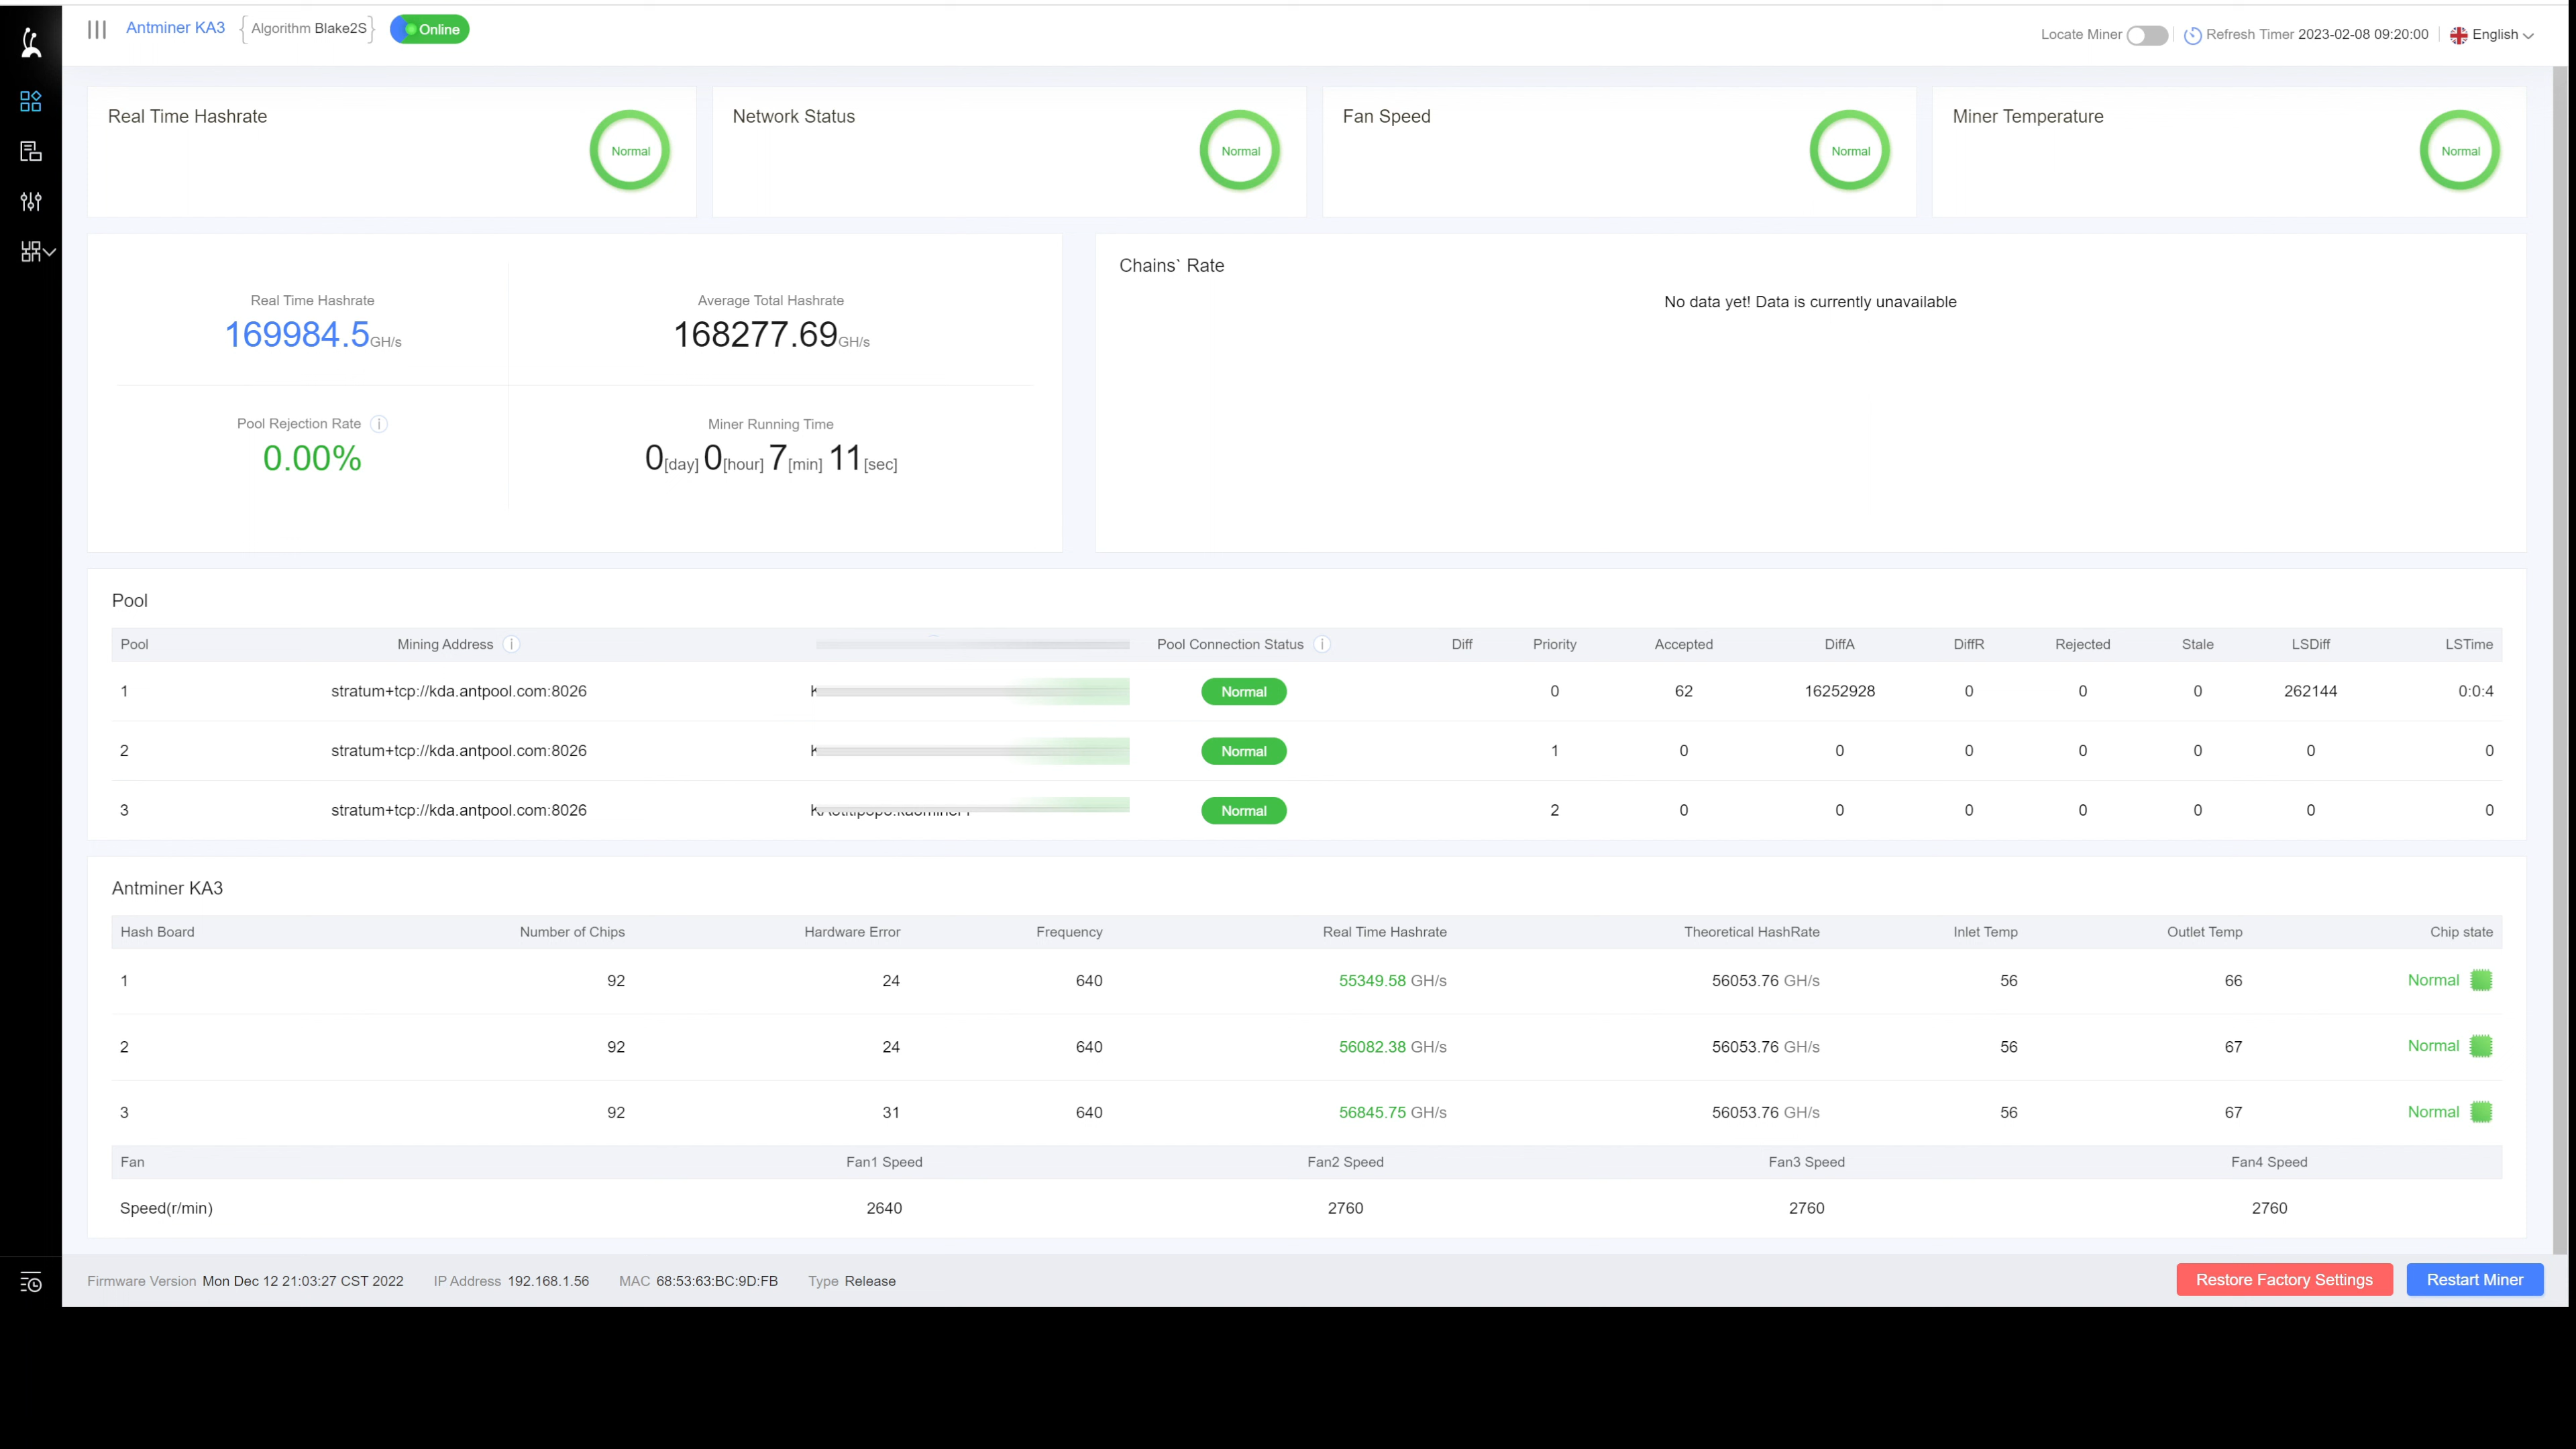 Antminer KA3 { Algorithm Blake2S } Online Locate Miner Refresh Timer 2023-02-08 09:20:00 English
Real Time Hashrate Normal Network Status Normal Fan Speed Normal Miner Temperature Normal
Chains` Rate
No data yet! Data is currently unavailable
Real Time Hashrate Average Total Hashrate
169984.5GH/s 168277.69GH/s
Pool Rejection Rate i Miner Running Time
0.00% 0[day] 0[hour] 7[min] 11[sec]
Pool
Pool Mining Address i Pool Connection Status i Diff Priority Accepted DiffA DiffR Rejected Stale LSDiff LSTime
1 stratum+tcp://kda.antpool.com:8026 Normal 0 62 16252928 0 0 0 262144 0:0:4
2 stratum+tcp://kda.antpool.com:8026 Normal 1 0 0 0 0 0 0 0
3 stratum+tcp://kda.antpool.com:8026 Normal 2 0 0 0 0 0 0 0
Antminer KA3
Hash Board Number of Chips Hardware Error Frequency Real Time Hashrate Theoretical HashRate Inlet Temp Outlet Temp Chip state
1 92 24 640 55349.58 GH/s 56053.76 GH/s 56 66 Normal
2 92 24 640 56082.38 GH/s 56053.76 GH/s 56 67 Normal
3 92 31 640 56845.75 GH/s 56053.76 GH/s 56 67 Normal
Fan Fan1 Speed Fan2 Speed Fan3 Speed Fan4 Speed
Speed(r/min) 2640 2760 2760 2760
Firmware Version Mon Dec 12 21:03:27 CST 2022 IP Address 192.168.1.56 MAC 68:53:63:BC:9D:FB Type Release Restore Factory Settings Restart Miner